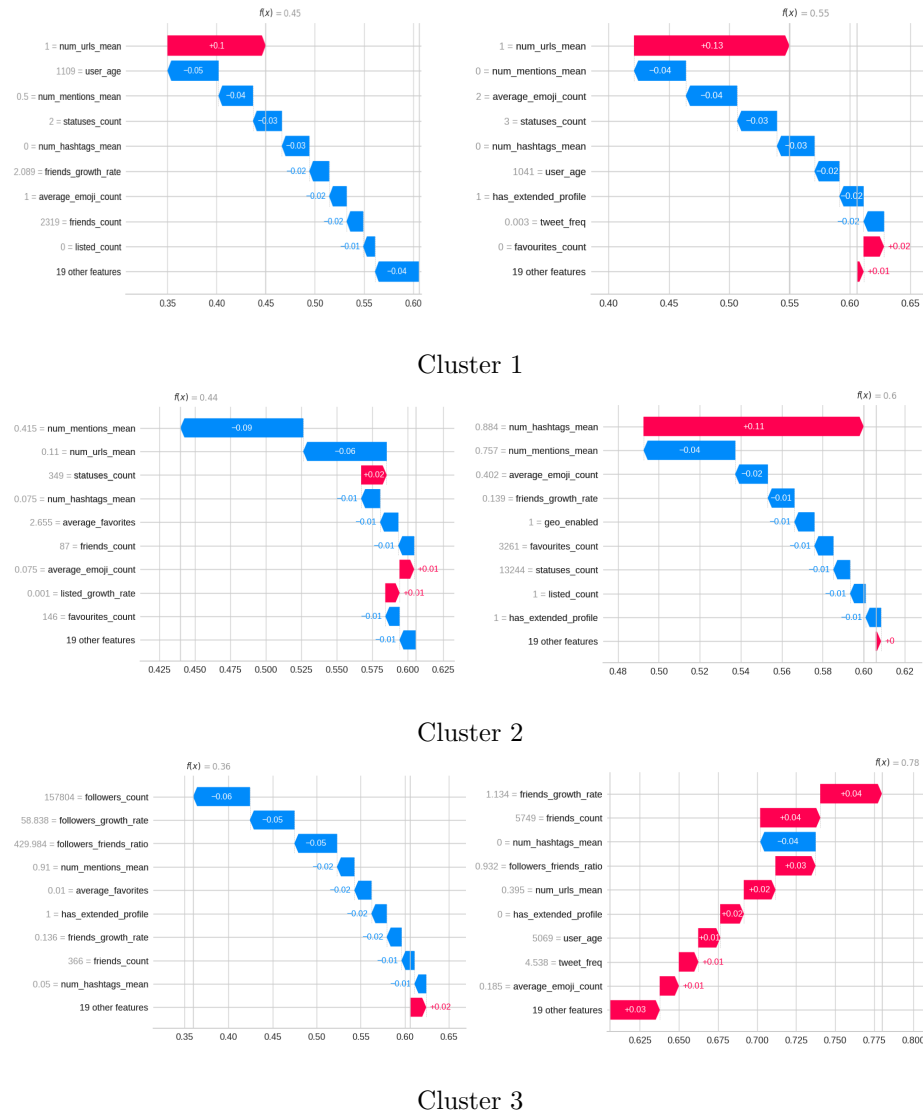 f(x) = 0.45
1 = num_urls_mean +0.1
1109 = user_age −0.05
0.5 = num_mentions_mean −0.04
2 = statuses_count −0.03
0 = num_hashtags_mean −0.03
2.089 = friends_growth_rate −0.02
1 = average_emoji_count −0.02
2319 = friends_count −0.02
0 = listed_count −0.01
19 other features −0.04
0.35 0.40 0.45 0.50 0.55 0.60
f(x) = 0.55
1 = num_urls_mean +0.13
0 = num_mentions_mean −0.04
2 = average_emoji_count −0.04
3 = statuses_count −0.03
0 = num_hashtags_mean −0.03
1041 = user_age −0.02
1 = has_extended_profile −0.02
0.003 = tweet_freq −0.02
0 = favourites_count +0.02
19 other features +0.01
0.40 0.45 0.50 0.55 0.60 0.65
Cluster 1
f(x) = 0.44
0.415 = num_mentions_mean −0.09
0.11 = num_urls_mean −0.06
349 = statuses_count +0.02
0.075 = num_hashtags_mean −0.01
2.655 = average_favorites −0.01
87 = friends_count −0.01
0.075 = average_emoji_count +0.01
0.001 = listed_growth_rate +0.01
146 = favourites_count −0.01
19 other features −0.01
0.425 0.450 0.475 0.500 0.525 0.550 0.575 0.600 0.625
f(x) = 0.6
0.884 = num_hashtags_mean +0.11
0.757 = num_mentions_mean −0.04
0.402 = average_emoji_count −0.02
0.139 = friends_growth_rate −0.01
1 = geo_enabled −0.01
3261 = favourites_count −0.01
13244 = statuses_count −0.01
1 = listed_count −0.01
1 = has_extended_profile −0.01
19 other features +0
0.48 0.50 0.52 0.54 0.56 0.58 0.60 0.62
Cluster 2
f(x) = 0.36
157804 = followers_count −0.06
58.838 = followers_growth_rate −0.05
429.984 = followers_friends_ratio −0.05
0.91 = num_mentions_mean −0.02
0.01 = average_favorites −0.02
1 = has_extended_profile −0.02
0.136 = friends_growth_rate −0.02
366 = friends_count −0.01
0.05 = num_hashtags_mean −0.01
19 other features +0.02
0.35 0.40 0.45 0.50 0.55 0.60 0.65
f(x) = 0.78
1.134 = friends_growth_rate +0.04
5749 = friends_count +0.04
0 = num_hashtags_mean −0.04
0.932 = followers_friends_ratio +0.03
0.395 = num_urls_mean +0.02
0 = has_extended_profile +0.02
5069 = user_age +0.01
4.538 = tweet_freq +0.01
0.185 = average_emoji_count +0.01
19 other features +0.03
0.625 0.650 0.675 0.700 0.725 0.750 0.775 0.800
Cluster 3